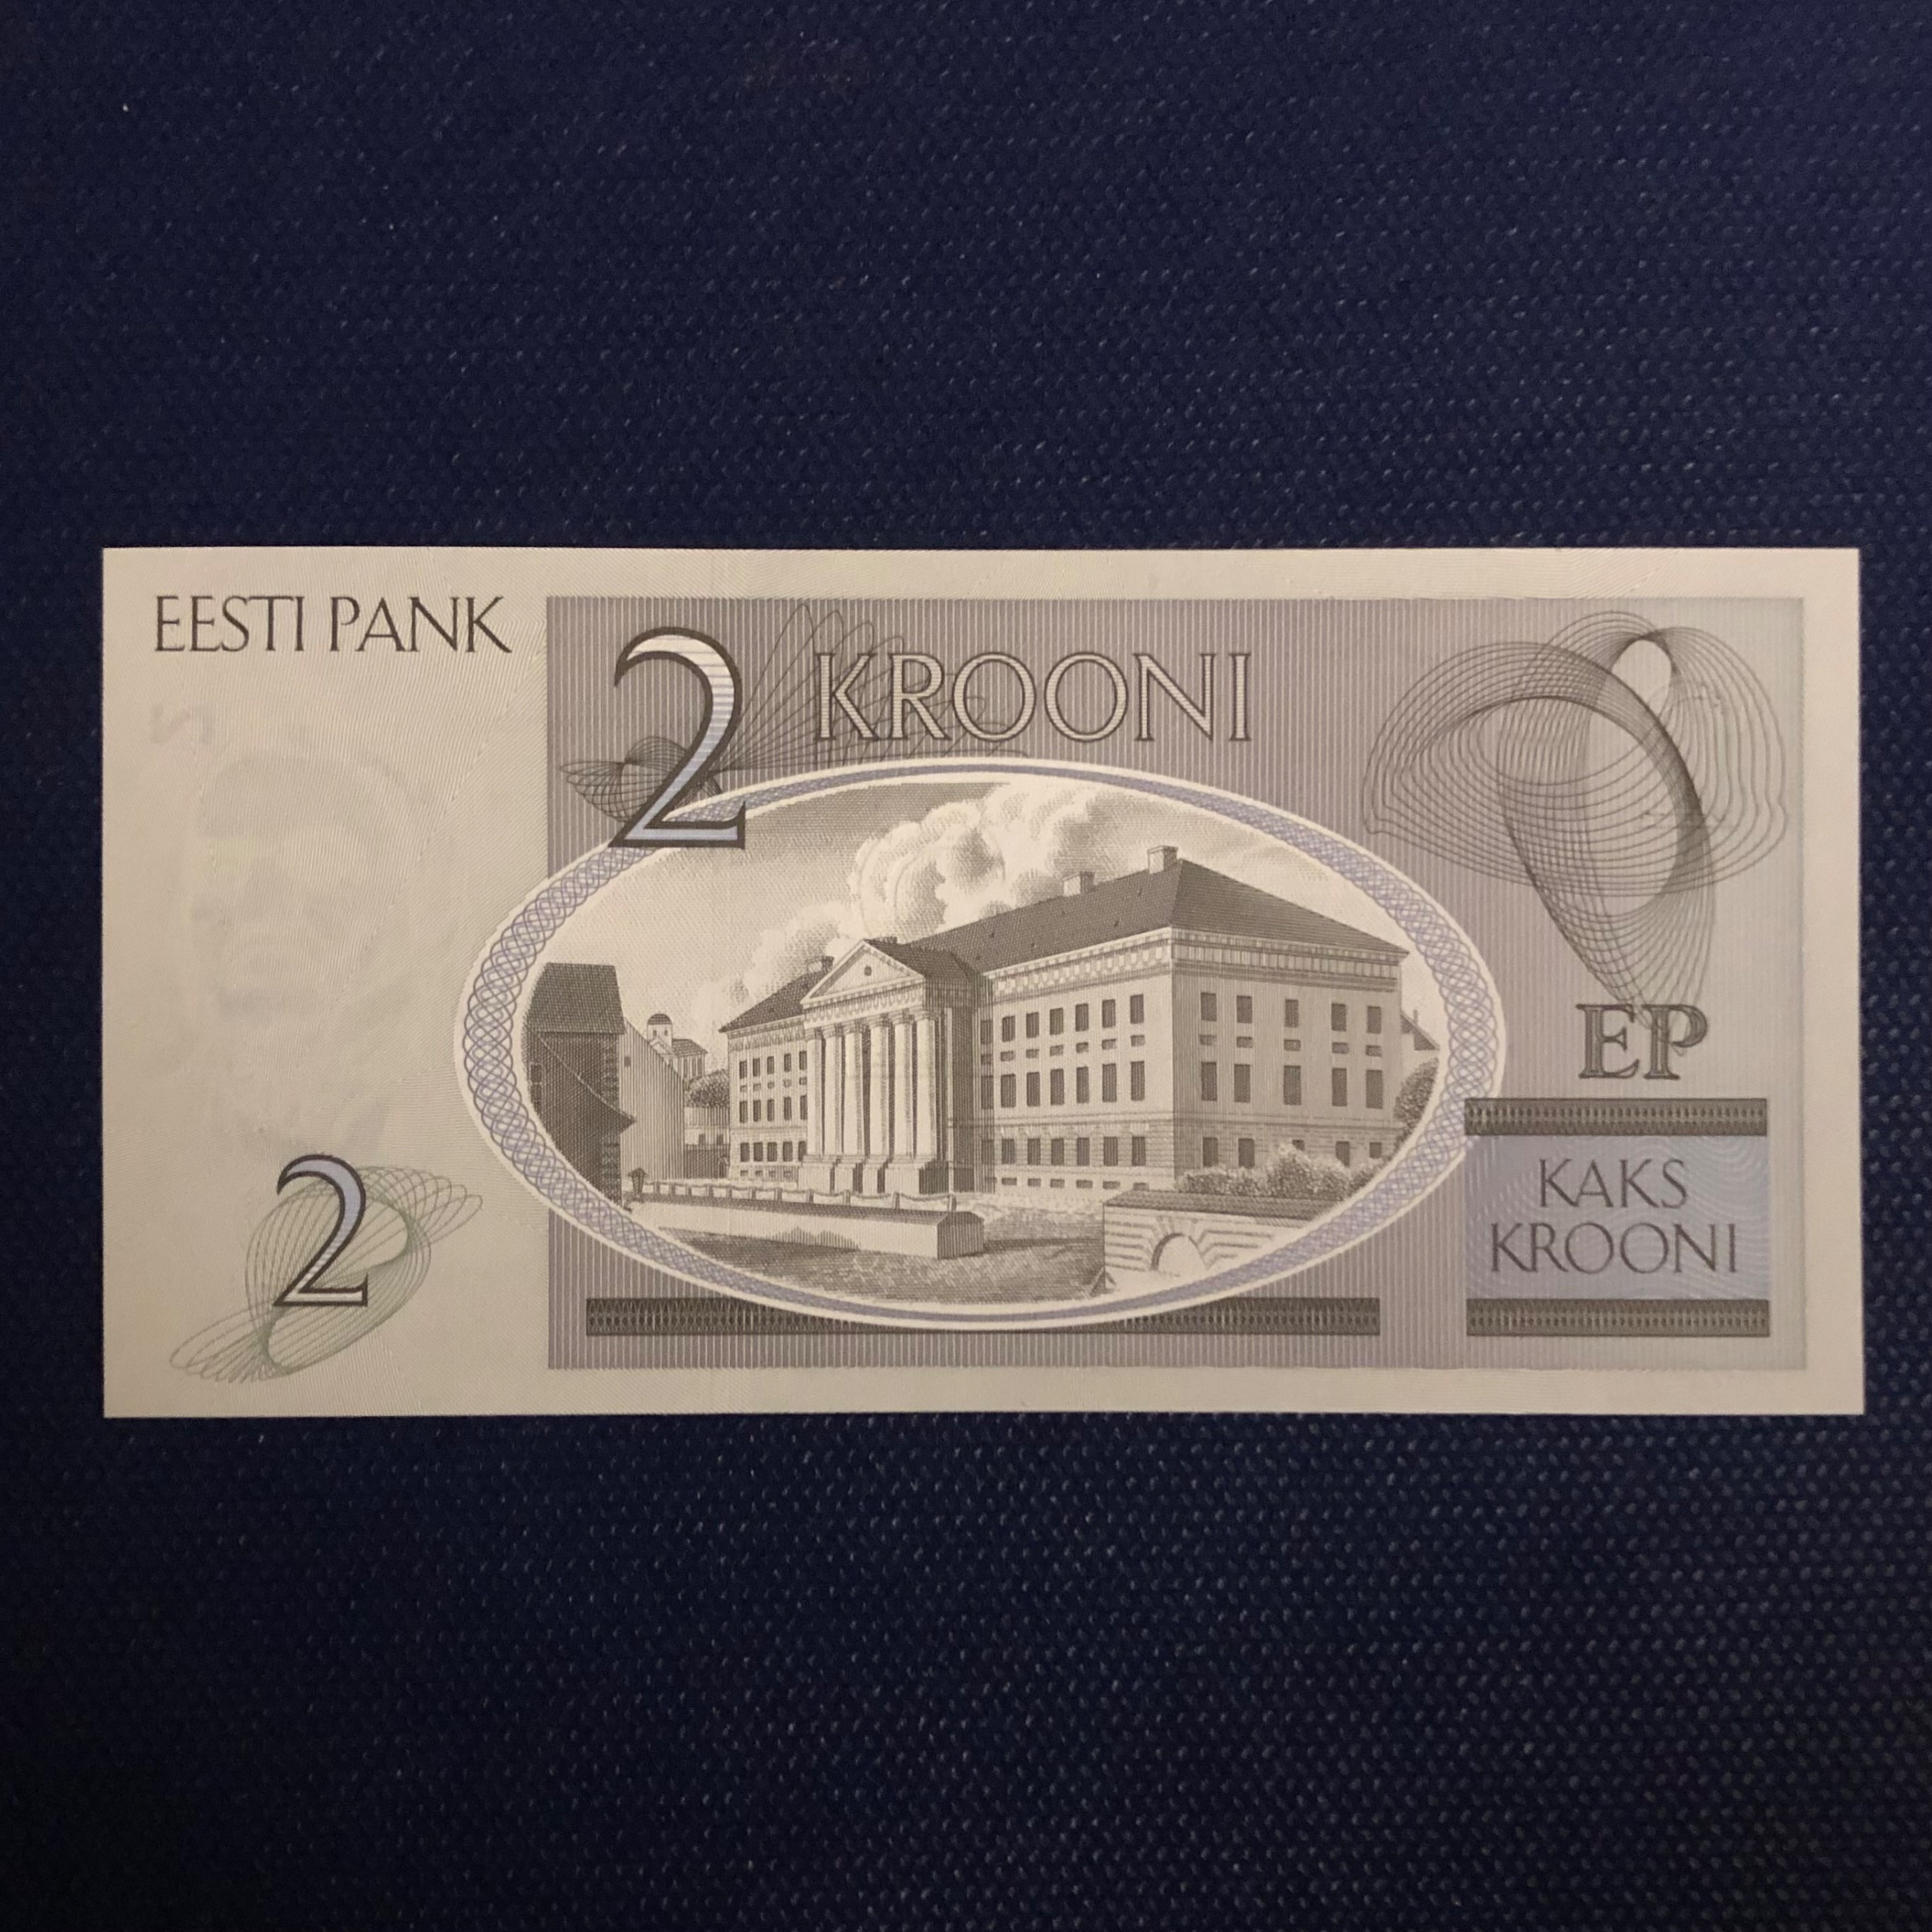 EESTI PANK
2 KROONI
EP
KAKS
KROONI
2